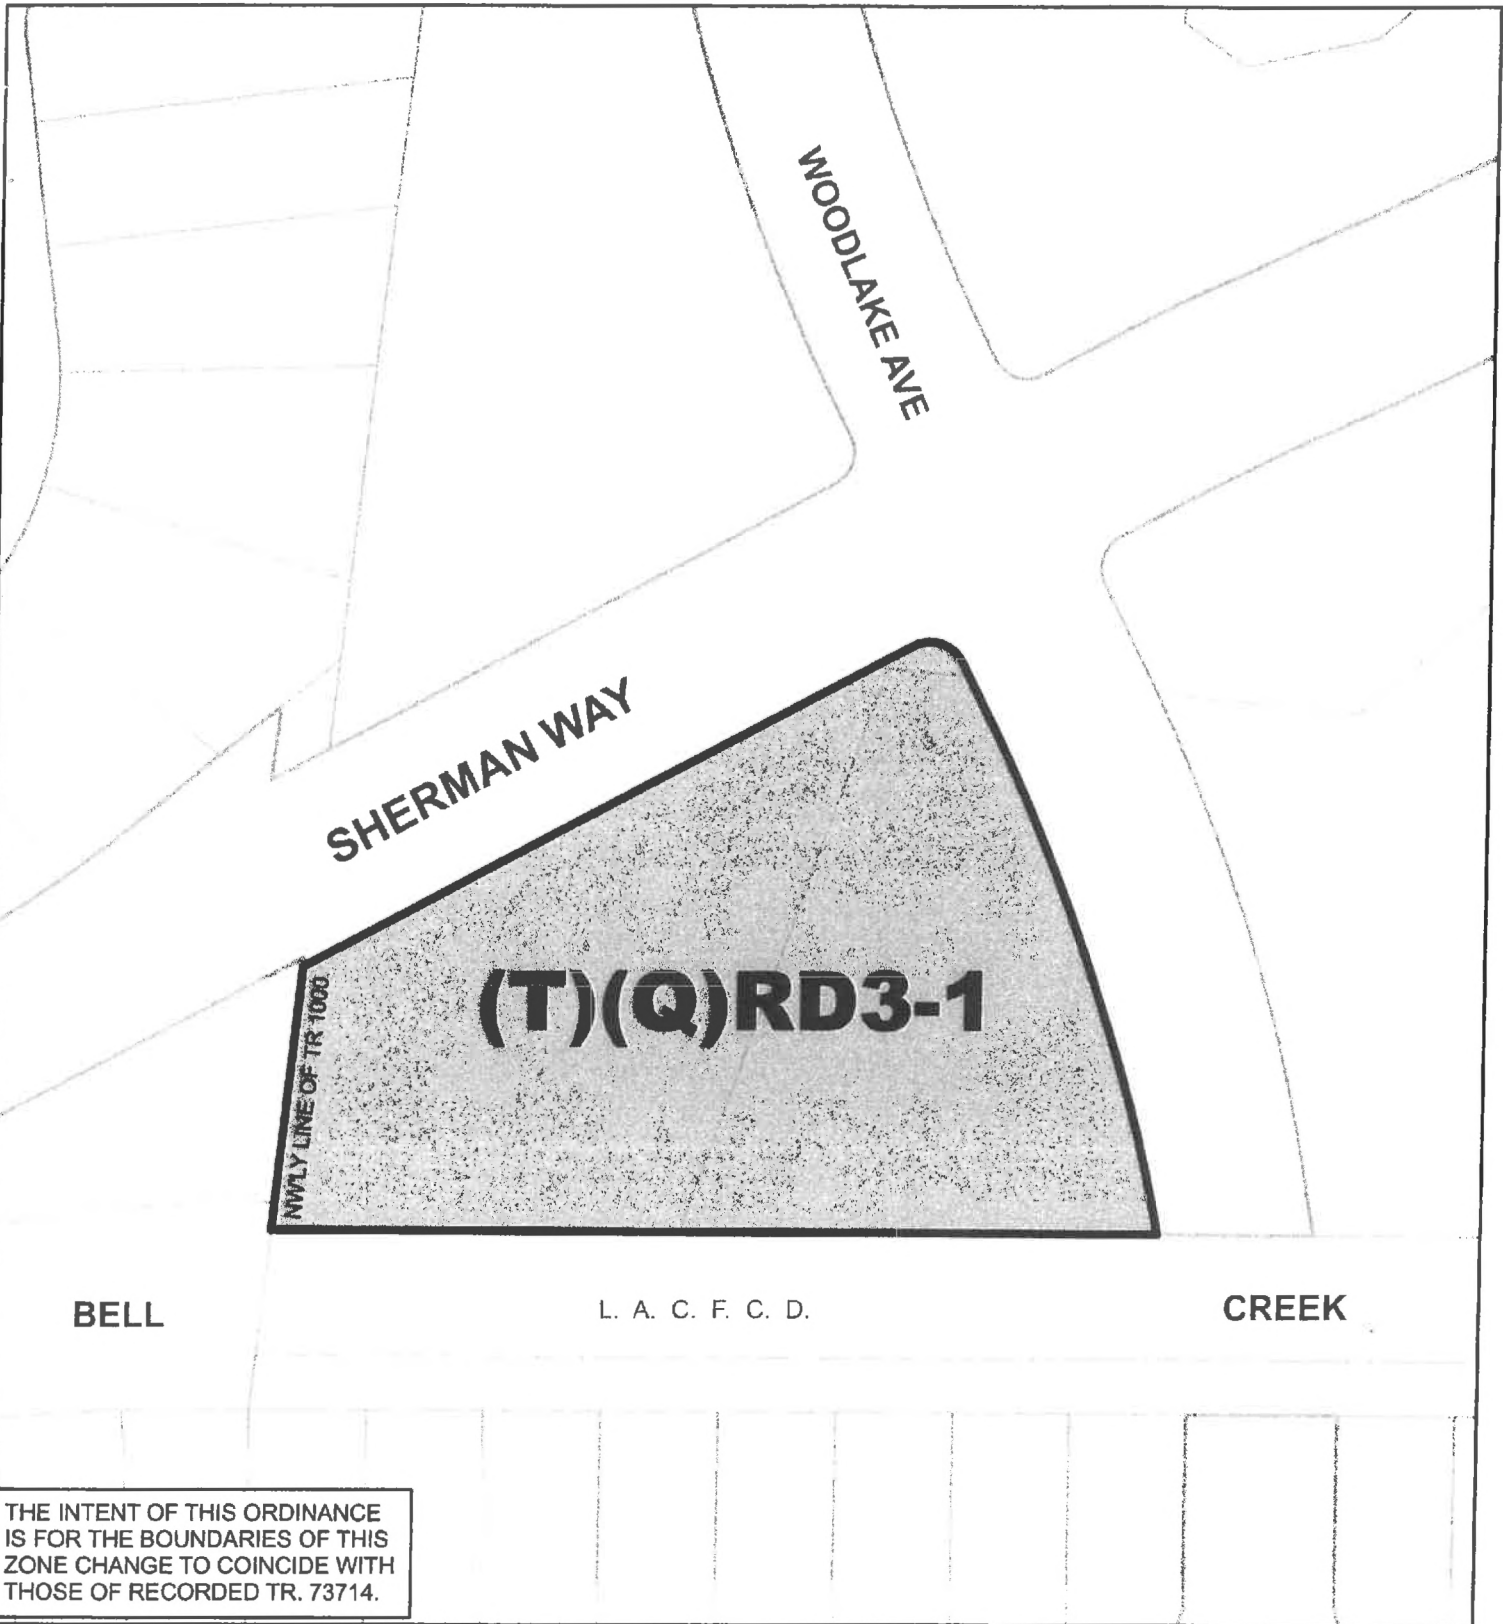 WOODLAKE AVE
SHERMAN WAY
(T)(Q)RD3-1
NW'LY LINE OF TR 1000
BELL
L. A. C. F. C. D.
CREEK
THE INTENT OF THIS ORDINANCE
IS FOR THE BOUNDARIES OF THIS
ZONE CHANGE TO COINCIDE WITH
THOSE OF RECORDED TR. 73714.